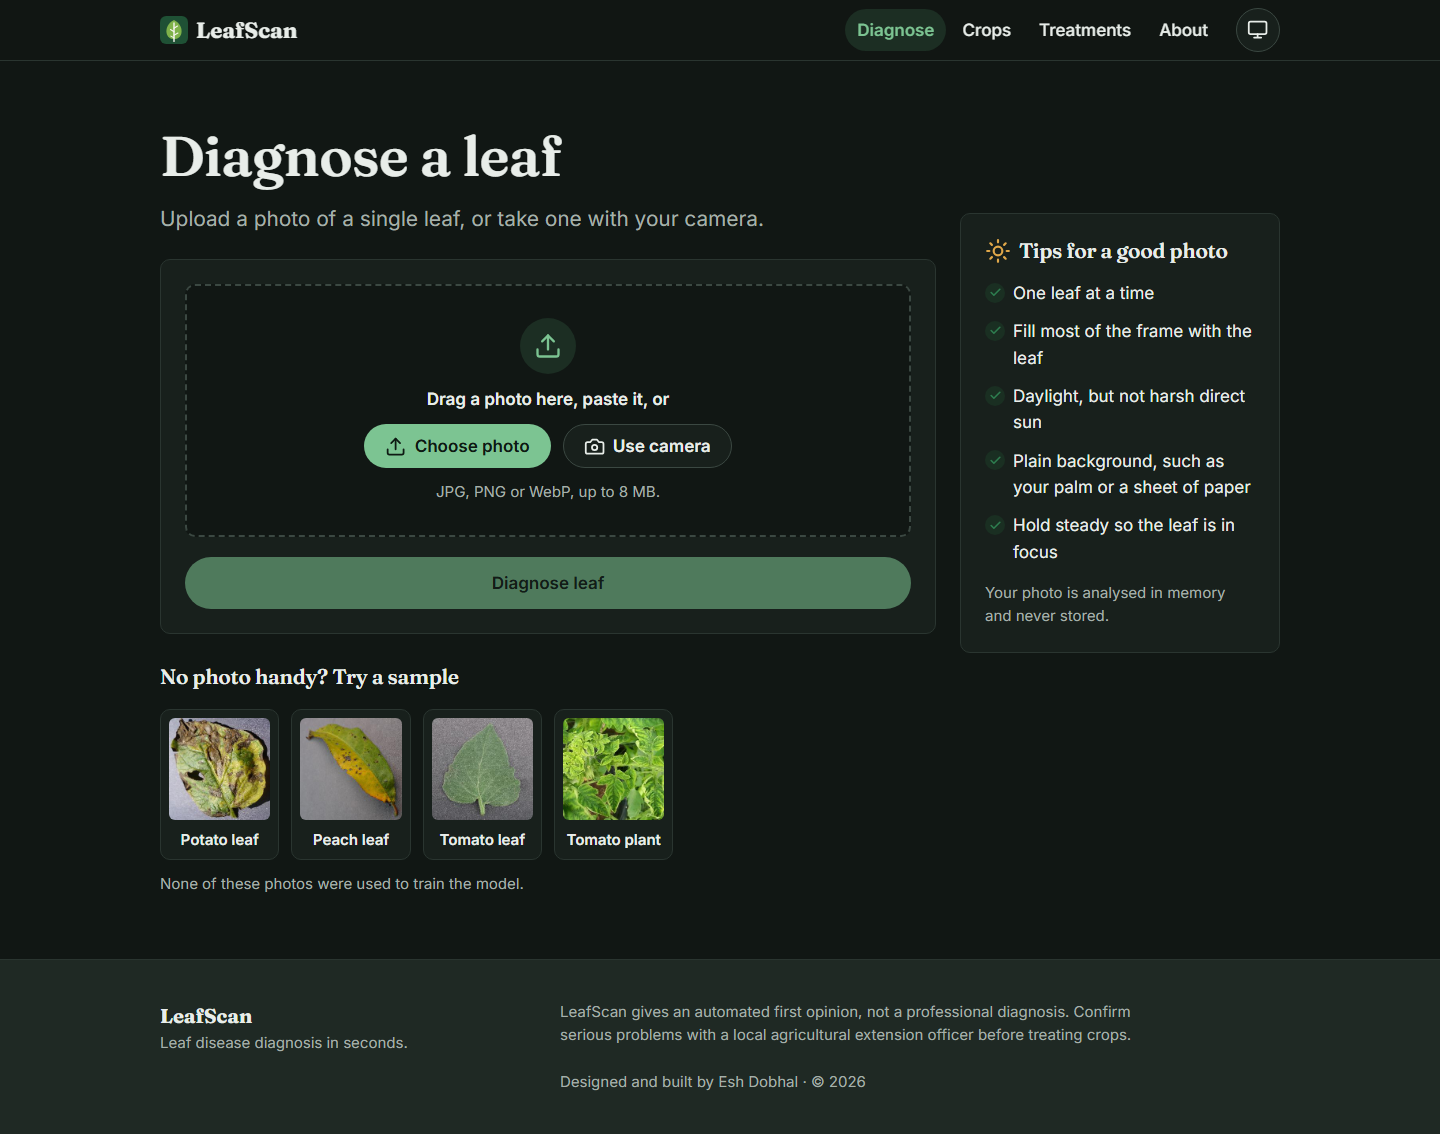 LeafScan
Diagnose
Crops
Treatments
About
Diagnose a leaf
Upload a photo of a single leaf, or take one with your camera.
Drag a photo here, paste it, or
Choose photo
Use camera
JPG, PNG or WebP, up to 8 MB.
Diagnose leaf
Tips for a good photo
One leaf at a time
Fill most of the frame with the
leaf
Daylight, but not harsh direct
sun
Plain background, such as
your palm or a sheet of paper
Hold steady so the leaf is in
focus
Your photo is analysed in memory
and never stored.
No photo handy? Try a sample
Potato leaf
Peach leaf
Tomato leaf
Tomato plant
None of these photos were used to train the model.
LeafScan
Leaf disease diagnosis in seconds.
LeafScan gives an automated first opinion, not a professional diagnosis. Confirm
serious problems with a local agricultural extension officer before treating crops.
Designed and built by Esh Dobhal · © 2026